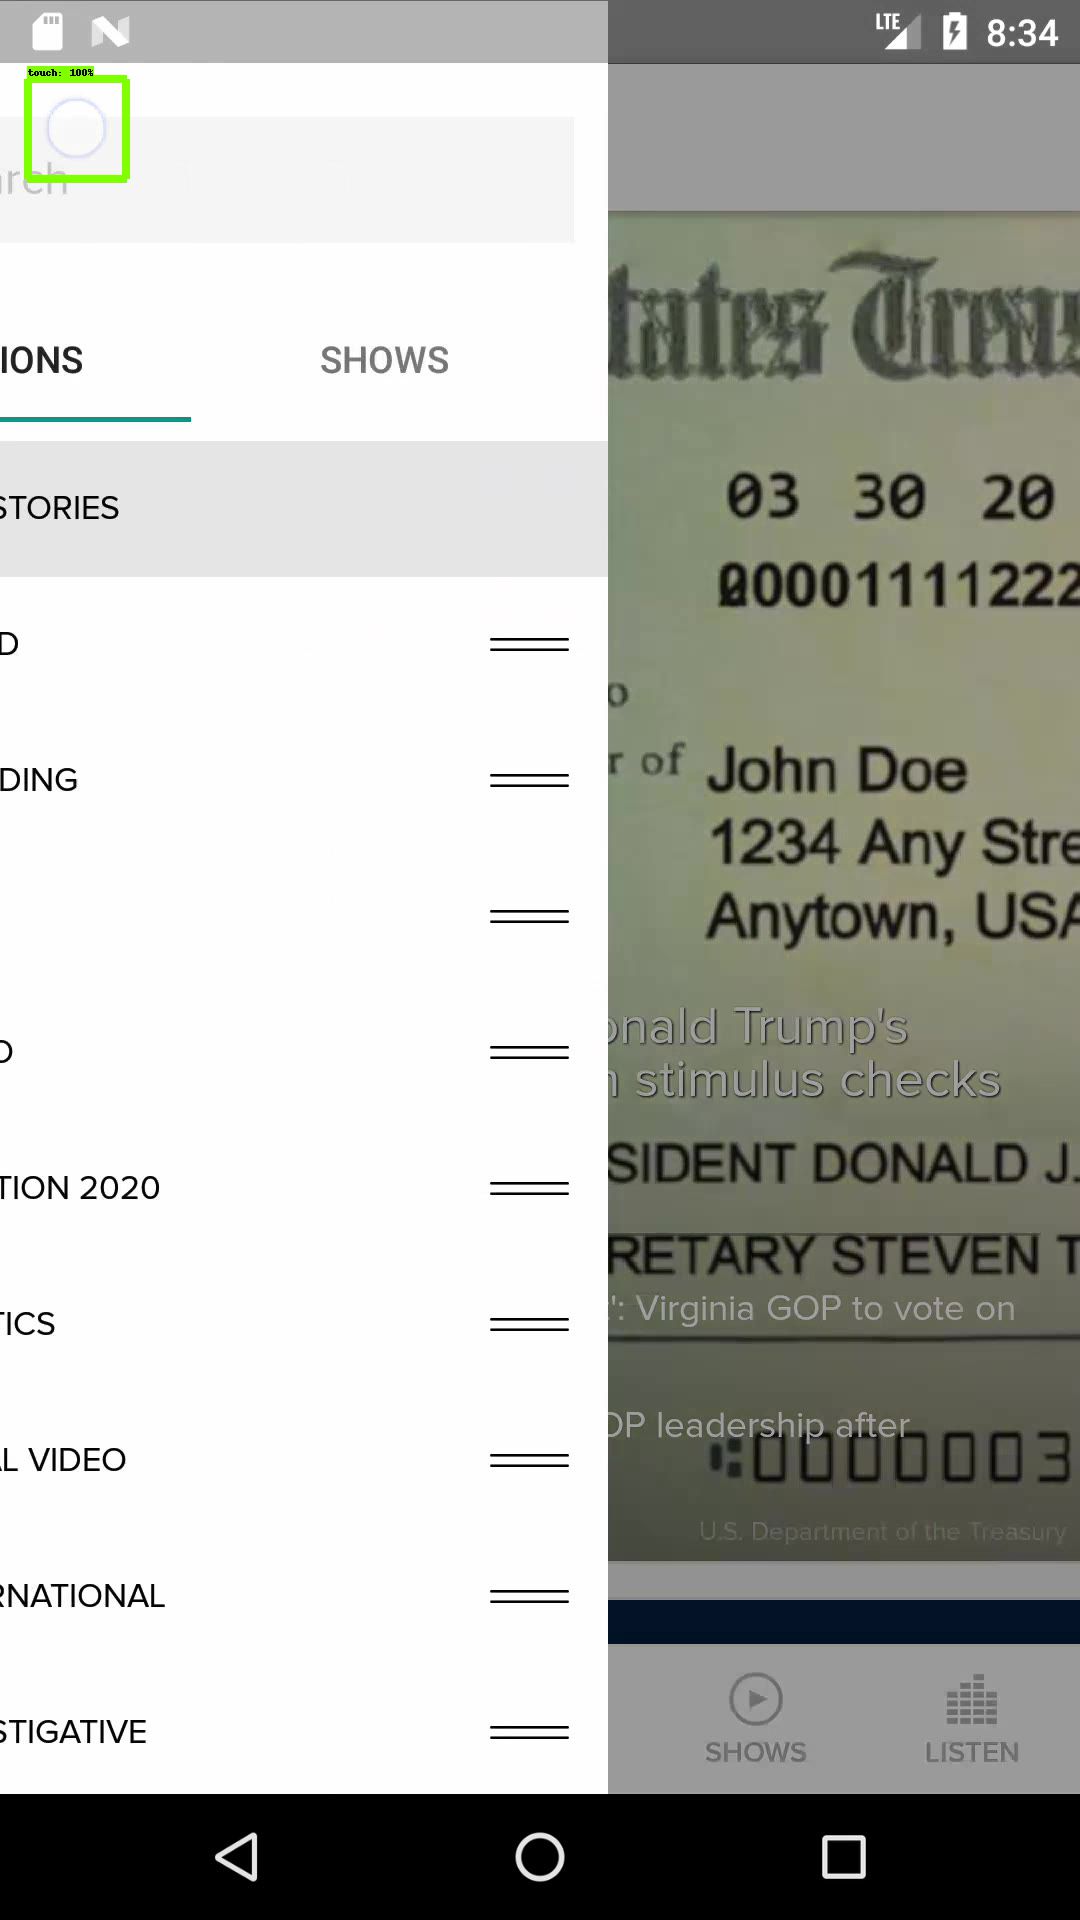 LTE 8:34
touch: 100%
arch
IONS SHOWS
STORIES
D
DING
TION 2020
TICS
L VIDEO
RNATIONAL
STIGATIVE
tates Treas
03 30 20
00001111222
o
r of John Doe
1234 Any Stre
Anytown, USA
onald Trump's
n stimulus checks
SIDENT DONALD J.
RETARY STEVEN T
': Virginia GOP to vote on
OP leadership after
0000003
U.S. Department of the Treasury
SHOWS LISTEN